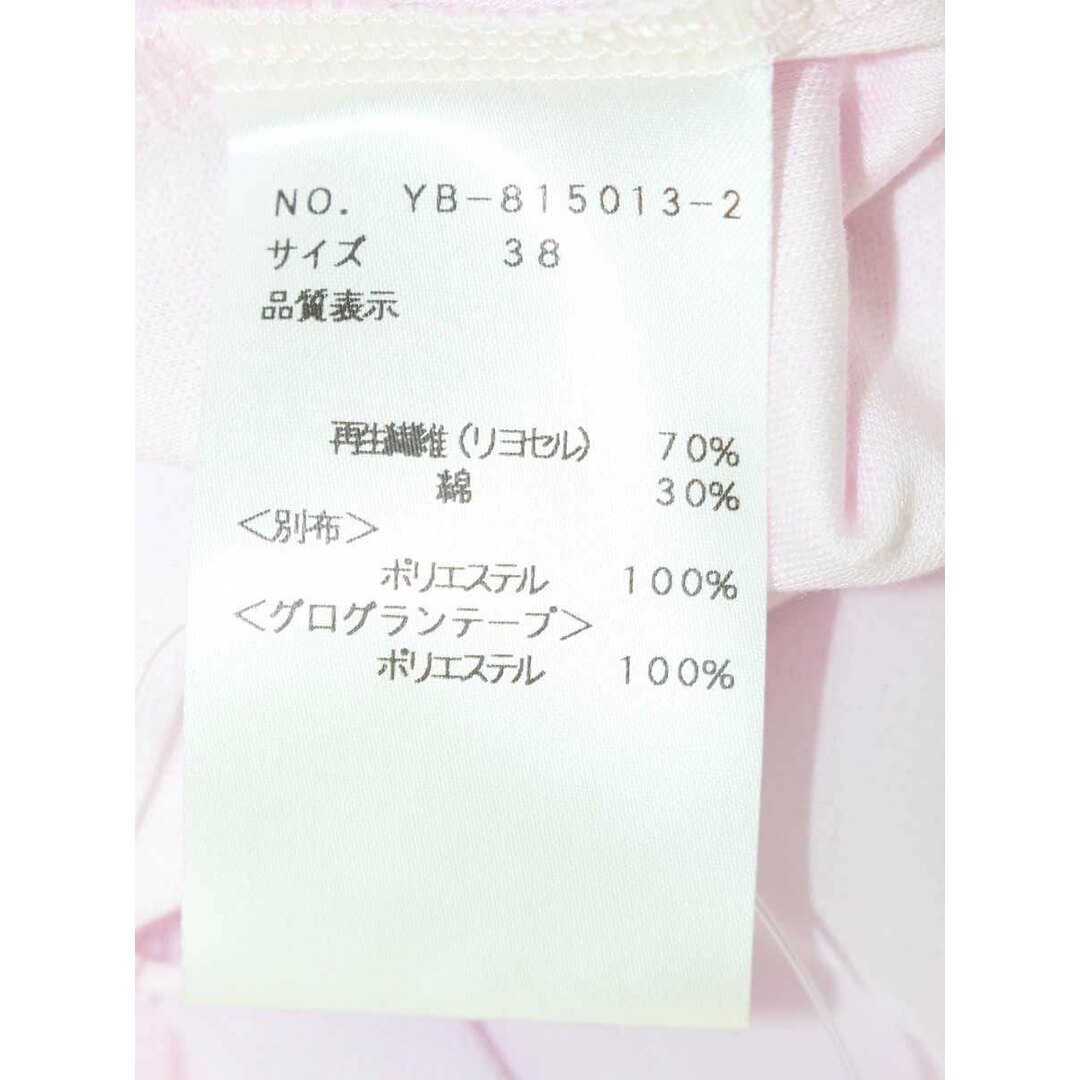 NO. YB-815013-2
サイズ 38
品質表示
再生繊維(リヨセル) 70%
綿 30%
<別布>
ポリエステル 100%
<グログランテープ>
ポリエステル 100%